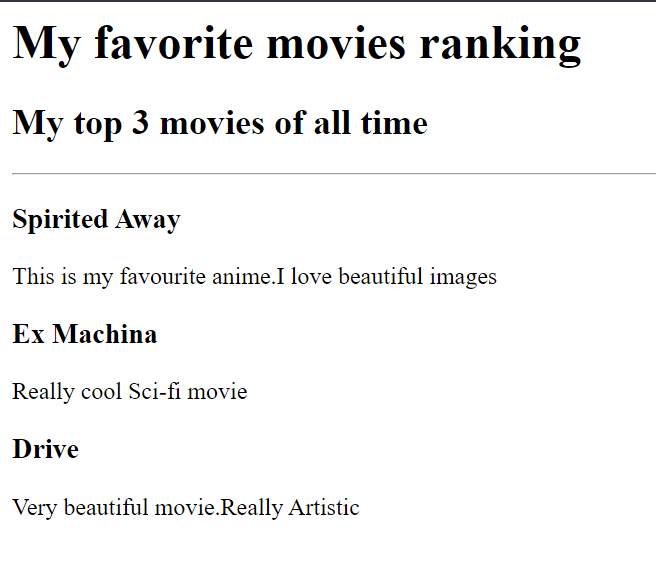 My favorite movies ranking
My top 3 movies of all time
Spirited Away
This is my favourite anime.I love beautiful images
Ex Machina
Really cool Sci-fi movie
Drive
Very beautiful movie.Really Artistic